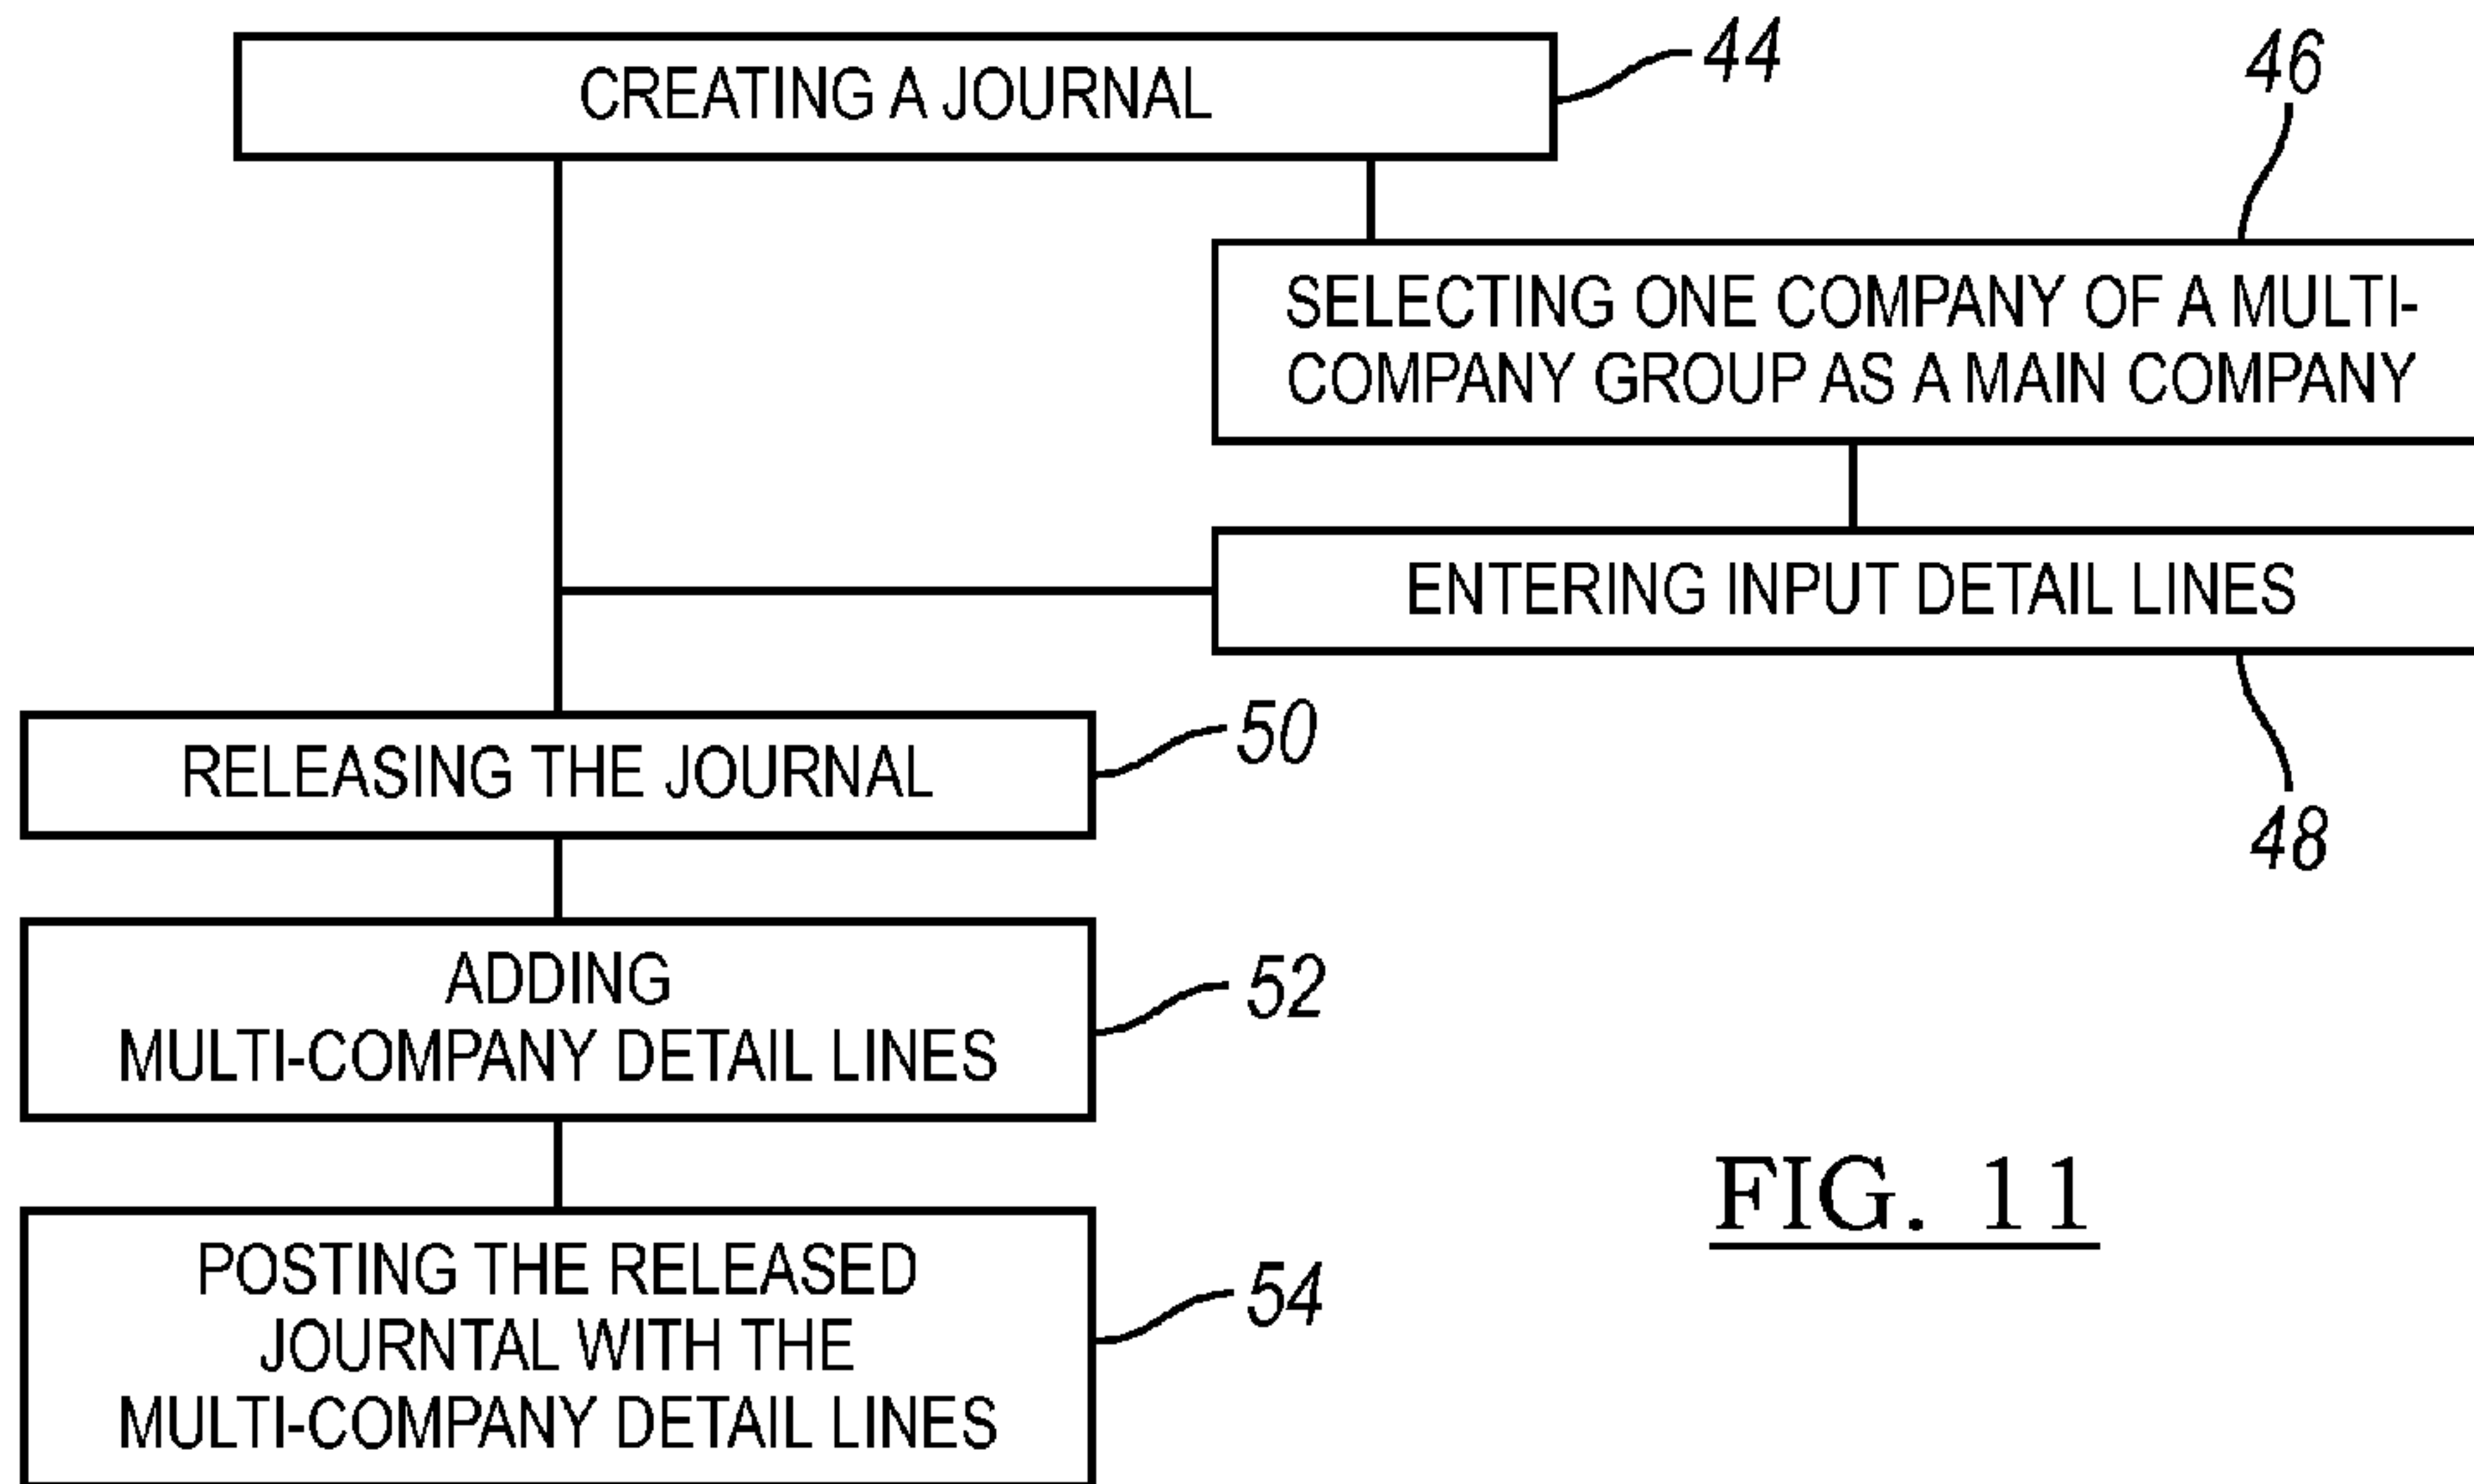 CREATING A JOURNAL
44
46
SELECTING ONE COMPANY OF A MULTI-
COMPANY GROUP AS A MAIN COMPANY
ENTERING INPUT DETAIL LINES
48
RELEASING THE JOURNAL
50
ADDING
MULTI-COMPANY DETAIL LINES
52
POSTING THE RELEASED
JOURNTAL WITH THE
MULTI-COMPANY DETAIL LINES
54
FIG. 11